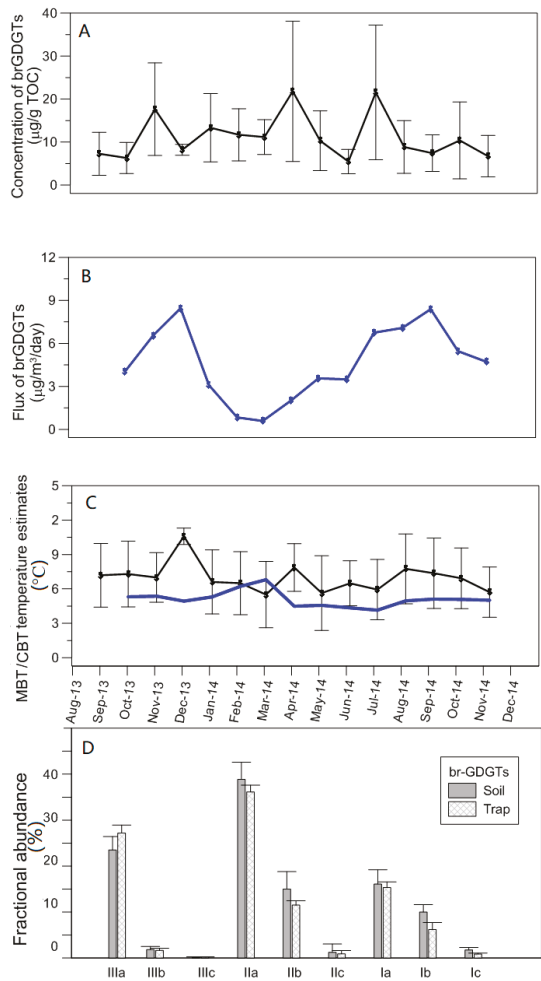 A
Concentration of brGDGTs
(μg/g TOC)
40
30
20
10
0
B
Flux of brGDGTs
(μg/m³/day)
12
9
6
3
0
C
MBT/CBT temperature estimates
(°C)
5
2
9
6
3
0
Aug-13
Sep-13
Oct-13
Nov-13
Dec-13
Jan-14
Feb-14
Mar-14
Apr-14
May-14
Jun-14
Jul-14
Aug-14
Sep-14
Oct-14
Nov-14
Dec-14
D
Fractional abundance
(%)
40
30
20
10
0
br-GDGTs
Soil
Trap
IIIa
IIIb
IIIc
IIa
IIb
IIc
Ia
Ib
Ic